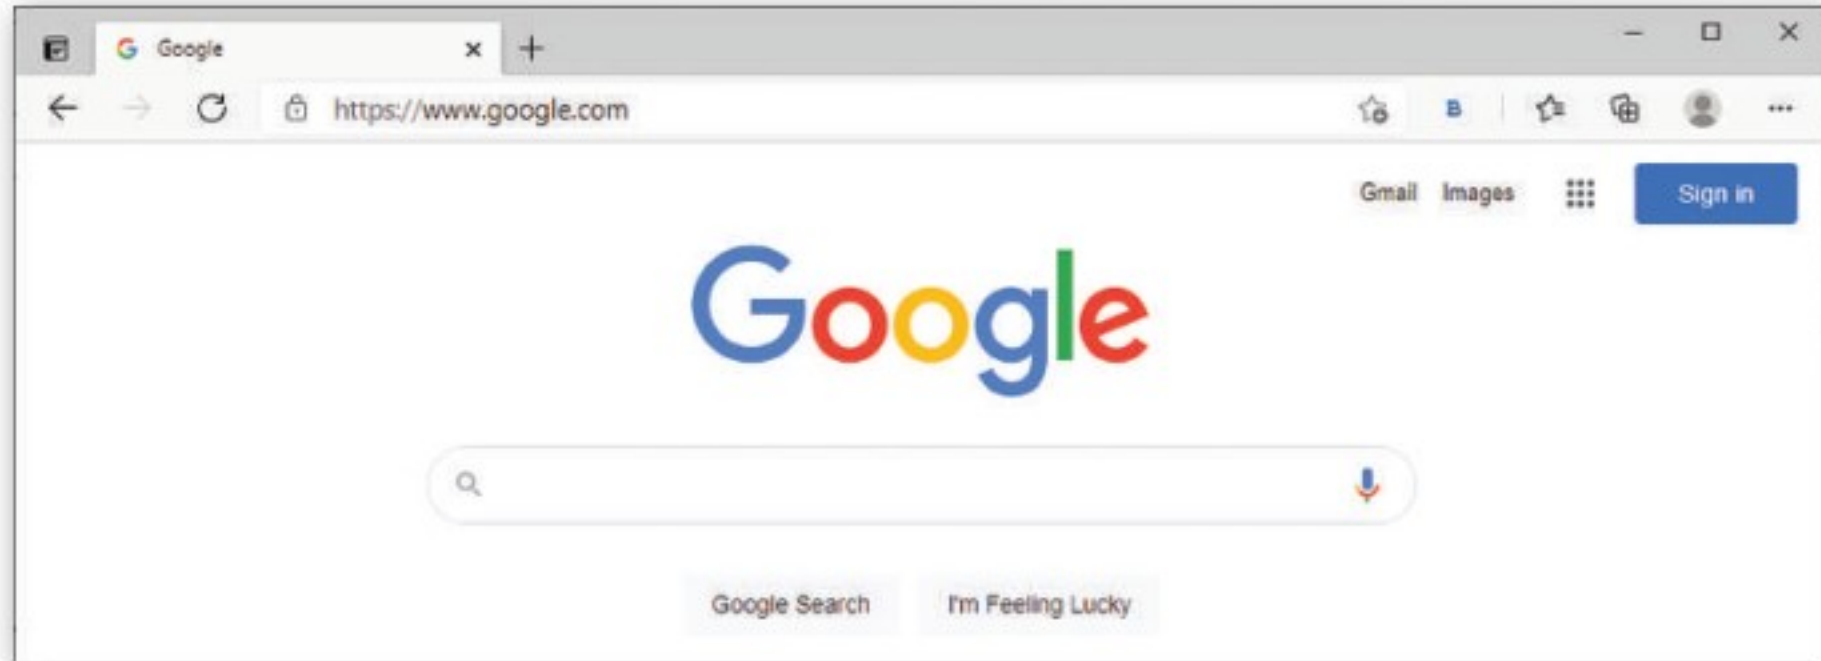 Google
https://www.google.com
B
Gmail Images Sign in
Google
Google Search I'm Feeling Lucky